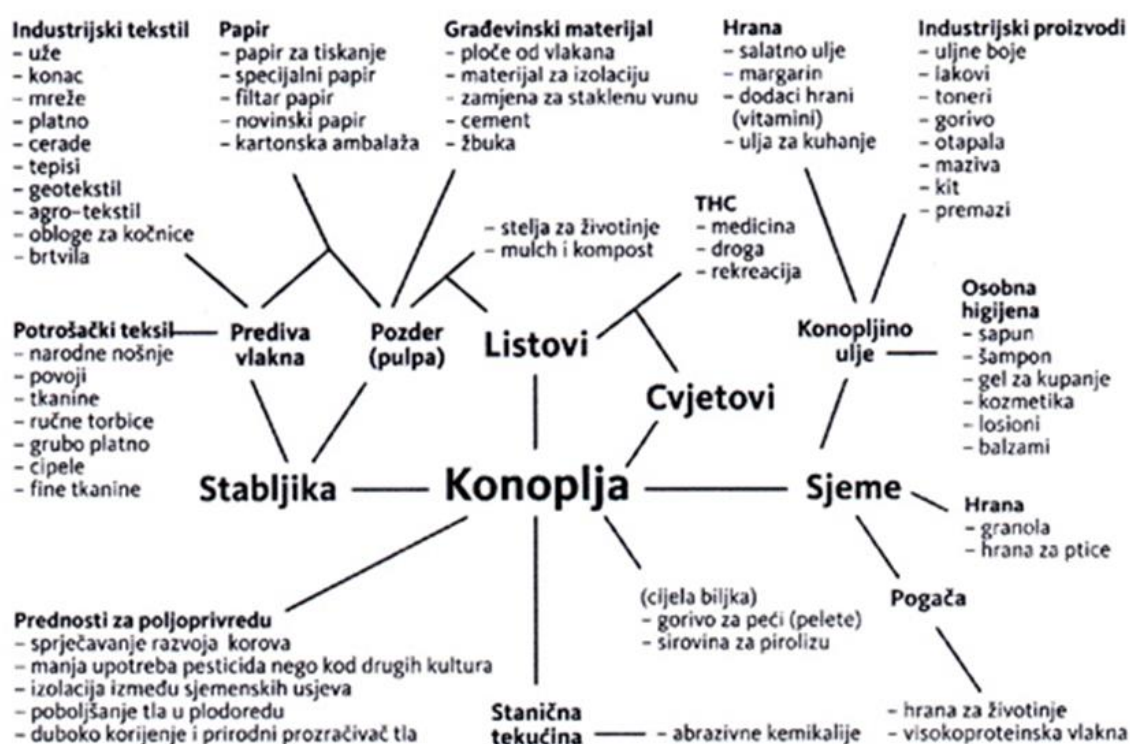 Industrijski tekstil
– uže
– konac
– mreže
– platno
– cerade
– tepisi
– geotekstil
– agro-tekstil
– obloge za kočnice
– brtvila
Papir
– papir za tiskanje
– specijalni papir
– filtar papir
– novinski papir
– kartonska ambalaža
Građevinski materijal
– ploče od vlakana
– materijal za izolaciju
– zamjena za staklenu vunu
– cement
– žbuka
Hrana
– salatno ulje
– margarin
– dodaci hrani
(vitamini)
– ulja za kuhanje
Industrijski proizvodi
– uljne boje
– lakovi
– toneri
– gorivo
– otapala
– maziva
– kit
– premazi
– stelja za životinje
– mulch i kompost
THC
– medicina
– droga
– rekreacija
Osobna
higijena
– sapun
– šampon
– gel za kupanje
– kozmetika
– losioni
– balzami
Potrošački teksil
– narodne nošnje
– povoji
– tkanine
– ručne torbice
– grubo platno
– cipele
– fine tkanine
Prediva
vlakna
Pozder
(pulpa)
Listovi
Cvjetovi
Konopljino
ulje
Stabljika
Konoplja
Sjeme
Hrana
– granola
– hrana za ptice
Pogača
(cijela biljka)
– gorivo za peći (pelete)
– sirovina za pirolizu
Prednosti za poljoprivredu
– sprječavanje razvoja korova
– manja upotreba pesticida nego kod drugih kultura
– izolacija između sjemenskih usjeva
– poboljšanje tla u plodoredu
– duboko korijenje i prirodni prozračivač tla
Stanična
tekućina
– abrazivne kemikalije
– hrana za životinje
– visokoproteinska vlakna